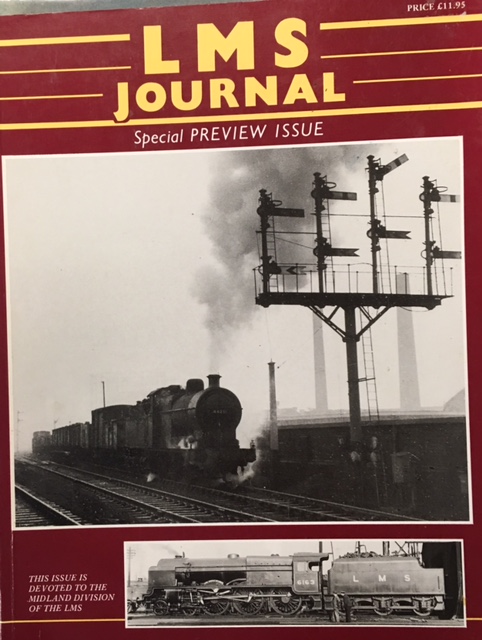 PRICE £11.95
LMS
JOURNAL
Special PREVIEW ISSUE
THIS ISSUE IS
DEVOTED TO THE
MIDLAND DIVISION
OF THE LMS
L M S